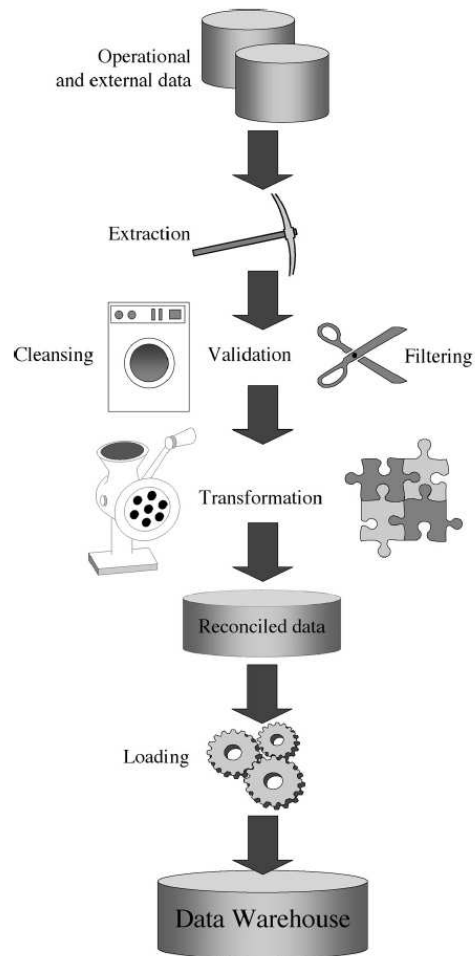 Operational
and external data
Extraction
Cleansing
Validation
Filtering
Transformation
Reconciled data
Loading
Data Warehouse